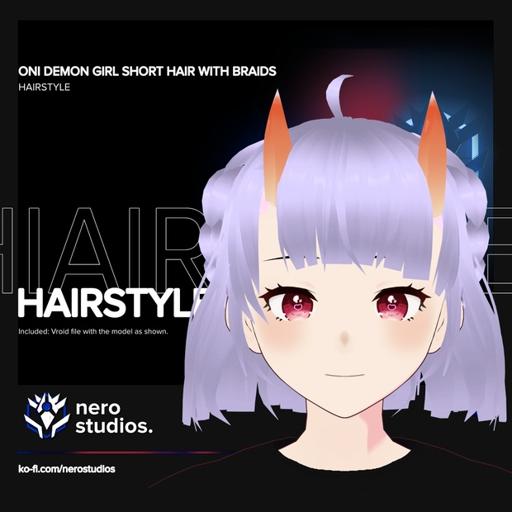 ONI DEMON GIRL SHORT HAIR WITH BRAIDS
HAIRSTYLE
HAIRSTYLE
Included: Vroid file with the model as shown.
nero
studios.
ko-fi.com/nerostudios